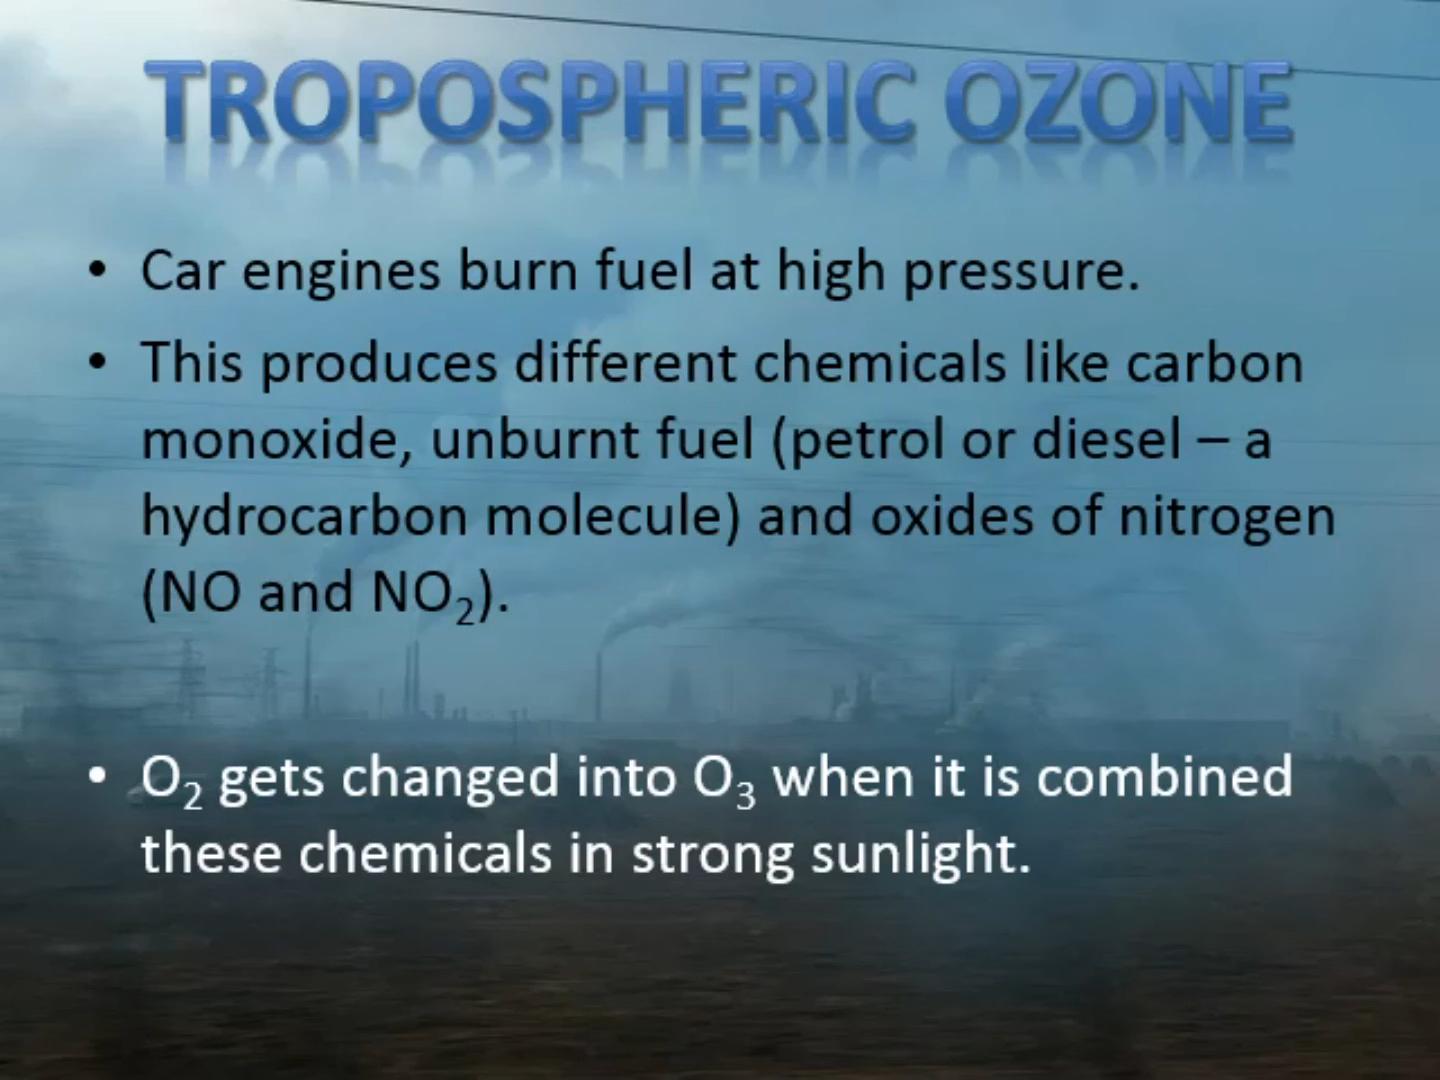 TROPOSPHERIC OZONE
• Car engines burn fuel at high pressure.
• This produces different chemicals like carbon
monoxide, unburnt fuel (petrol or diesel – a
hydrocarbon molecule) and oxides of nitrogen
(NO and NO₂).
• O₂ gets changed into O₃ when it is combined
these chemicals in strong sunlight.